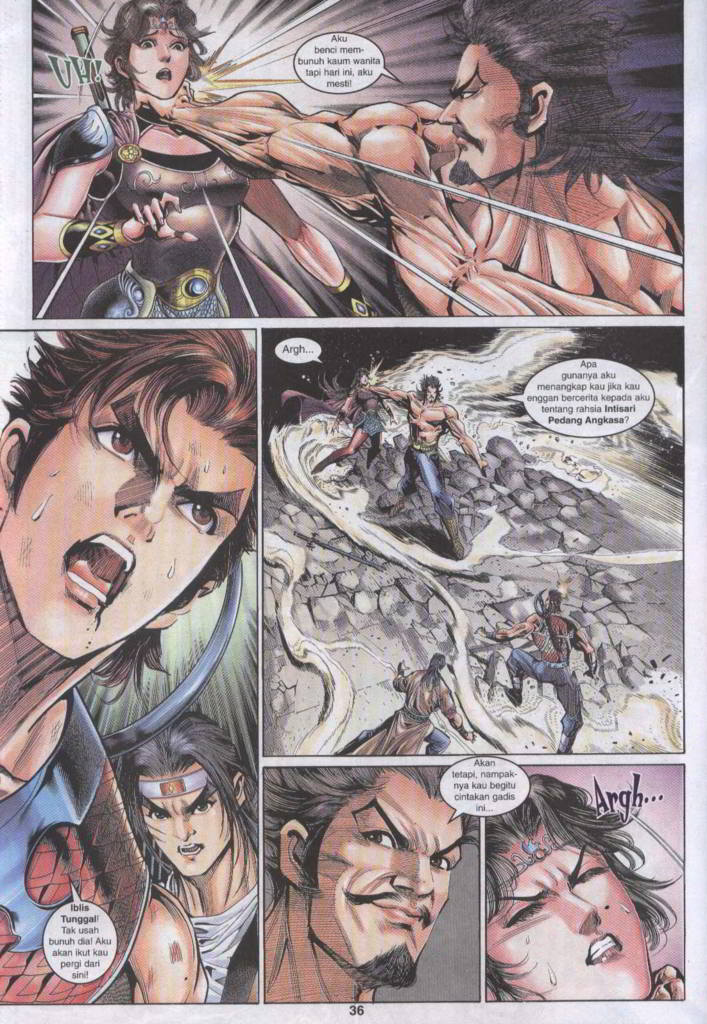 UH!
Aku
benci mem-
bunuh kaum wanita
tapi hari ini, aku
mesti!
Argh...
Apa
gunanya aku
menangkap kau jika kau
enggan bercerita kepada aku
tentang rahsia Intisari
Pedang Angkasa?
Iblis
Tunggal!
Tak usah
bunuh dia! Aku
akan ikut kau
pergi dari
sini!
Akan
tetapi, nampak-
nya kau begitu
cintakan gadis
ini...
Argh...
36